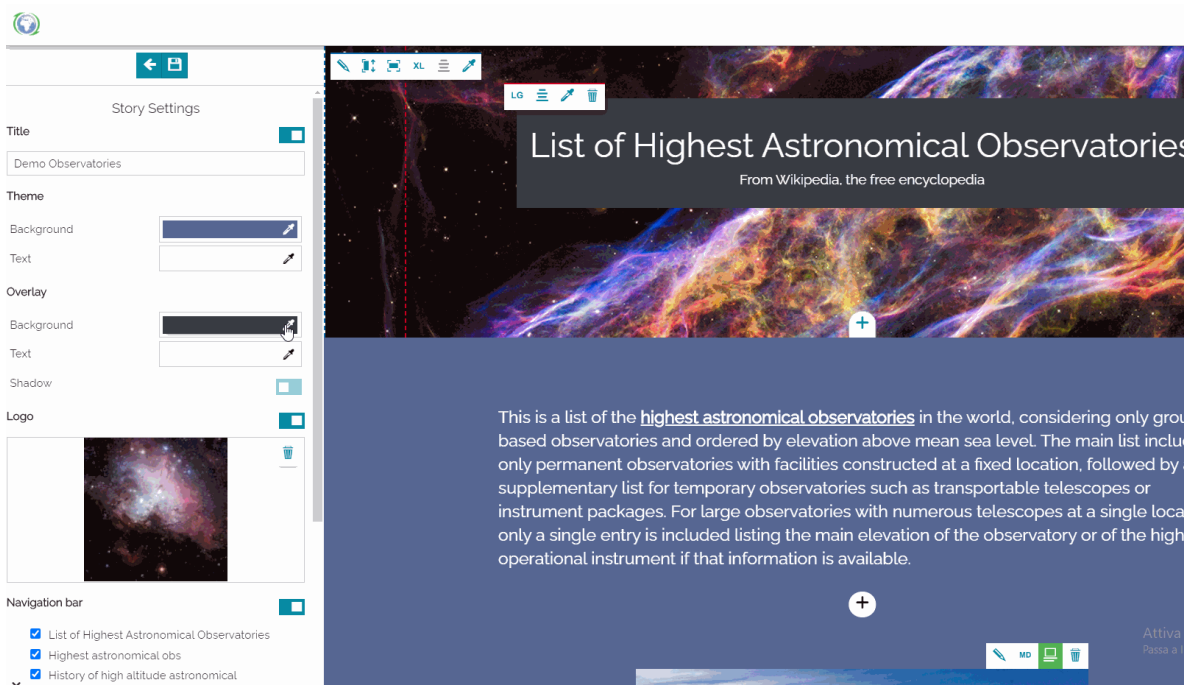 Story Settings
Title
Demo Observatories
Theme
Background
Text
Overlay
Background
Text
Shadow
Logo
Navigation bar
List of Highest Astronomical Observatories
Highest astronomical obs
History of high altitude astronomical
XL
LG
List of Highest Astronomical Observatories
From Wikipedia, the free encyclopedia
This is a list of the highest astronomical observatories in the world, considering only grou
based observatories and ordered by elevation above mean sea level. The main list includ
only permanent observatories with facilities constructed at a fixed location, followed by a
supplementary list for temporary observatories such as transportable telescopes or
instrument packages. For large observatories with numerous telescopes at a single loca
only a single entry is included listing the main elevation of the observatory or of the high
operational instrument if that information is available.
MD
Attiva
Passa a